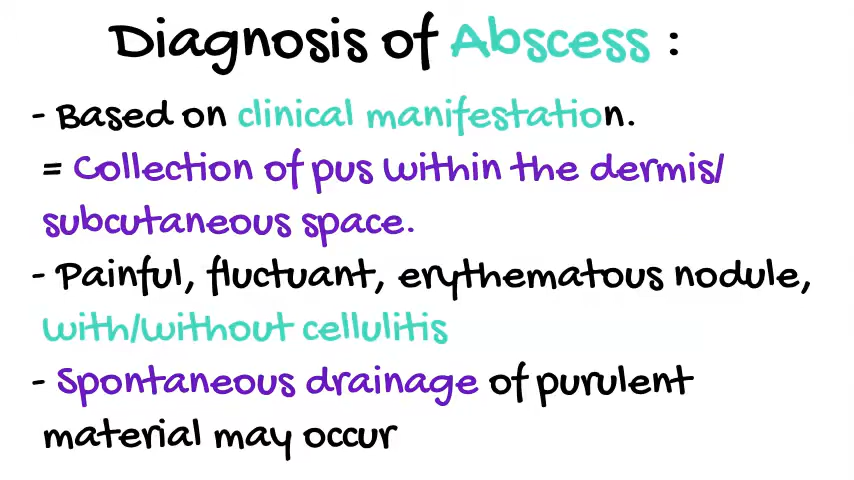 Diagnosis of Abscess :
- Based on clinical manifestation.
= Collection of pus within the dermis/
subcutaneous space.
- Painful, fluctuant, erythematous nodule,
with/without cellulitis
- Spontaneous drainage of purulent
material may occur